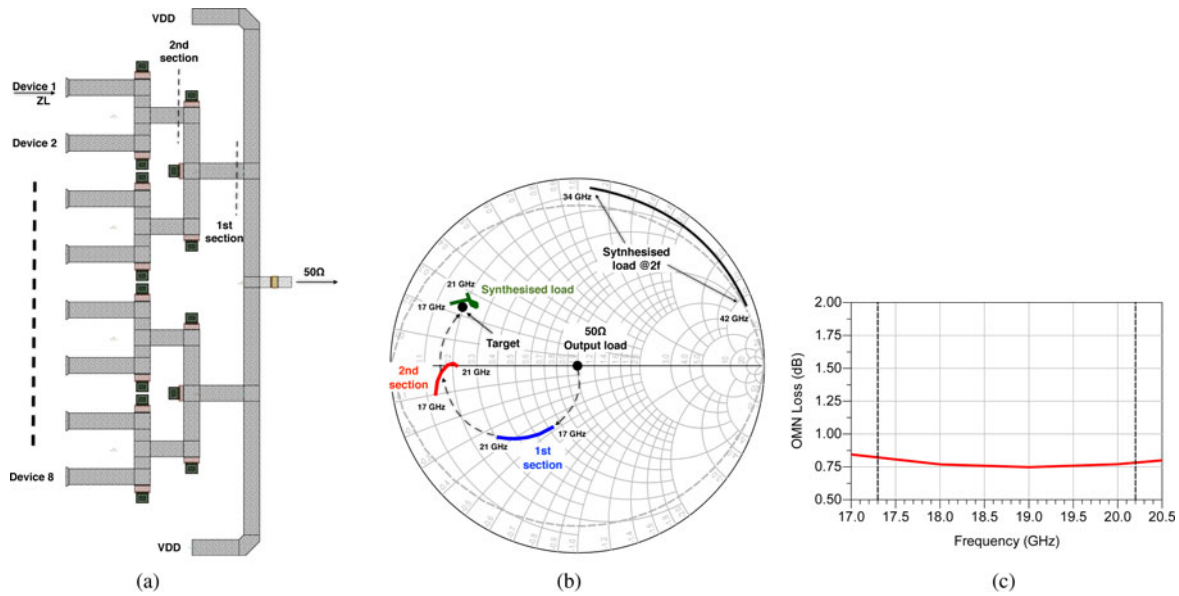 VDD
2nd
section
Device 1
ZL
Device 2
1st
section
50Ω
Device 8
VDD
(a)
34 GHz
Sytnhesised
load @2f
21 GHz
Synthesised load
17 GHz
42 GHz
Target
50Ω
Output load
2nd
section
21 GHz
17 GHz
21 GHz
17 GHz
1st
section
(b)
2.00
1.75
1.50
1.25
1.00
0.75
0.50
OMN Loss (dB)
17.0 17.5 18.0 18.5 19.0 19.5 20.0 20.5
Frequency (GHz)
(c)